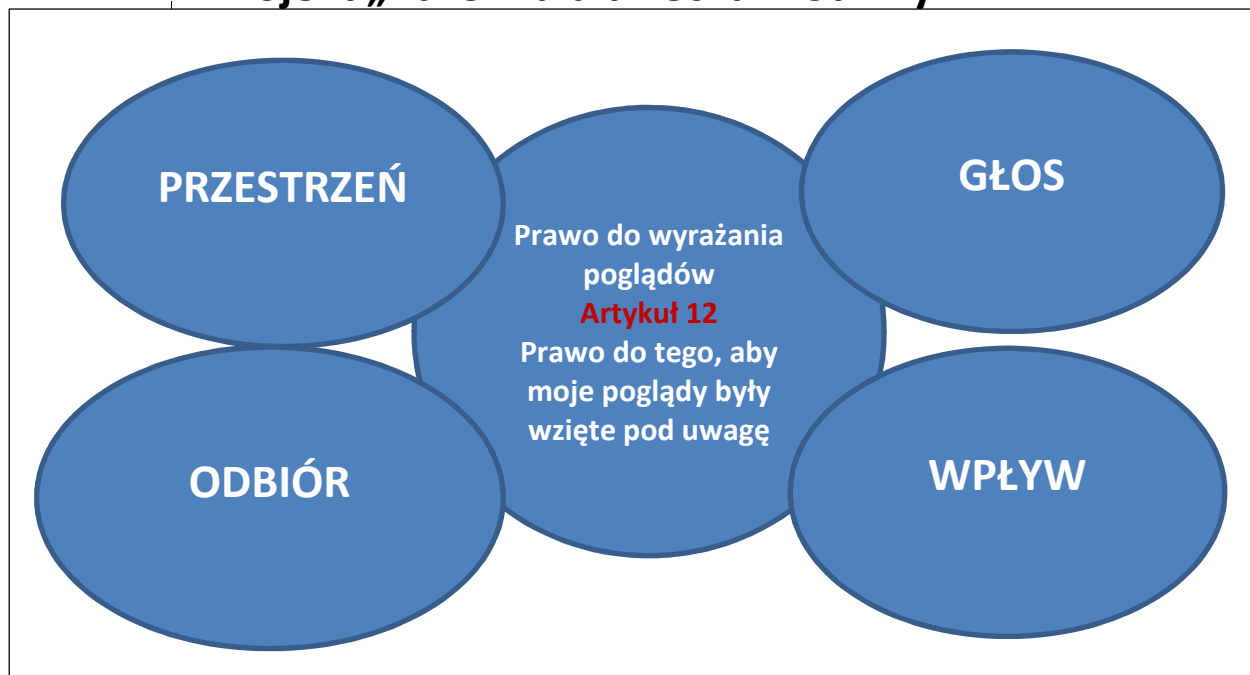 PRZESTRZEŃ
GŁOS
Prawo do wyrażania
poglądów
Artykuł 12
Prawo do tego, aby
moje poglądy były
wzięte pod uwagę
ODBIÓR
WPŁYW